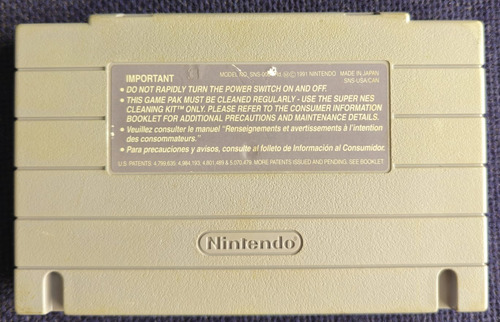 MODEL NO. SNS-006 ®©1991 NINTENDO MADE IN JAPAN
IMPORTANT SNS-USA/CAN
• DO NOT RAPIDLY TURN THE POWER SWITCH ON AND OFF.
• THIS GAME PAK MUST BE CLEANED REGULARLY - USE THE SUPER NES
CLEANING KIT™ ONLY. PLEASE REFER TO THE CONSUMER INFORMATION
BOOKLET FOR ADDITIONAL PRECAUTIONS AND MAINTENANCE DETAILS.
• Veuillez consulter le manuel "Renseignements et avertissements à l'intention
des consommateurs."
• Para precauciones y avisos, consulte al folleto de Información al Consumidor.
U.S. PATENTS: 4,799,635, 4,984,193, 4,801,489 & 5,070,479. MORE PATENTS ISSUED AND PENDING. SEE BOOKLET
Nintendo®